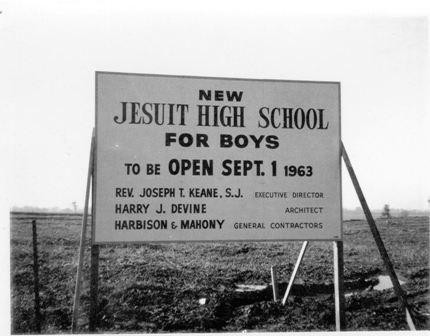 NEW
JESUIT HIGH SCHOOL
FOR BOYS
TO BE OPEN SEPT. 1 1963
REV. JOSEPH T. KEANE, S.J. EXECUTIVE DIRECTOR
HARRY J. DEVINE ARCHITECT
HARBISON & MAHONY GENERAL CONTRACTORS